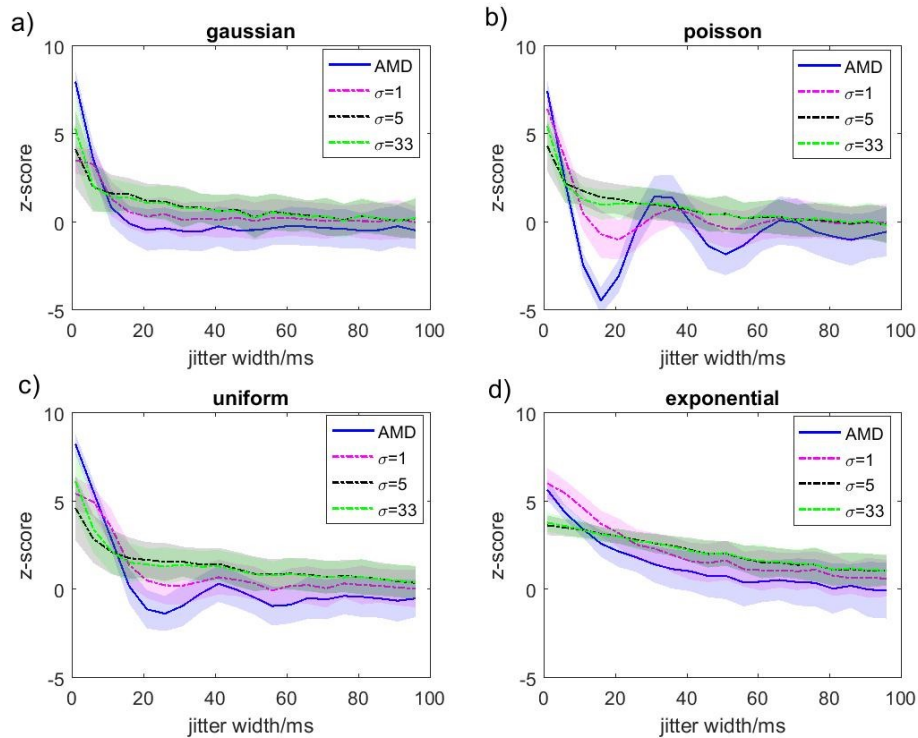 a)
gaussian
10
5
0
-5
z-score
0 20 40 60 80 100
jitter width/ms
AMD
σ=1
σ=5
σ=33
b)
poisson
10
5
0
-5
z-score
0 20 40 60 80 100
jitter width/ms
AMD
σ=1
σ=5
σ=33
c)
uniform
10
5
0
-5
z-score
0 20 40 60 80 100
jitter width/ms
AMD
σ=1
σ=5
σ=33
d)
exponential
10
5
0
-5
z-score
0 20 40 60 80 100
jitter width/ms
AMD
σ=1
σ=5
σ=33